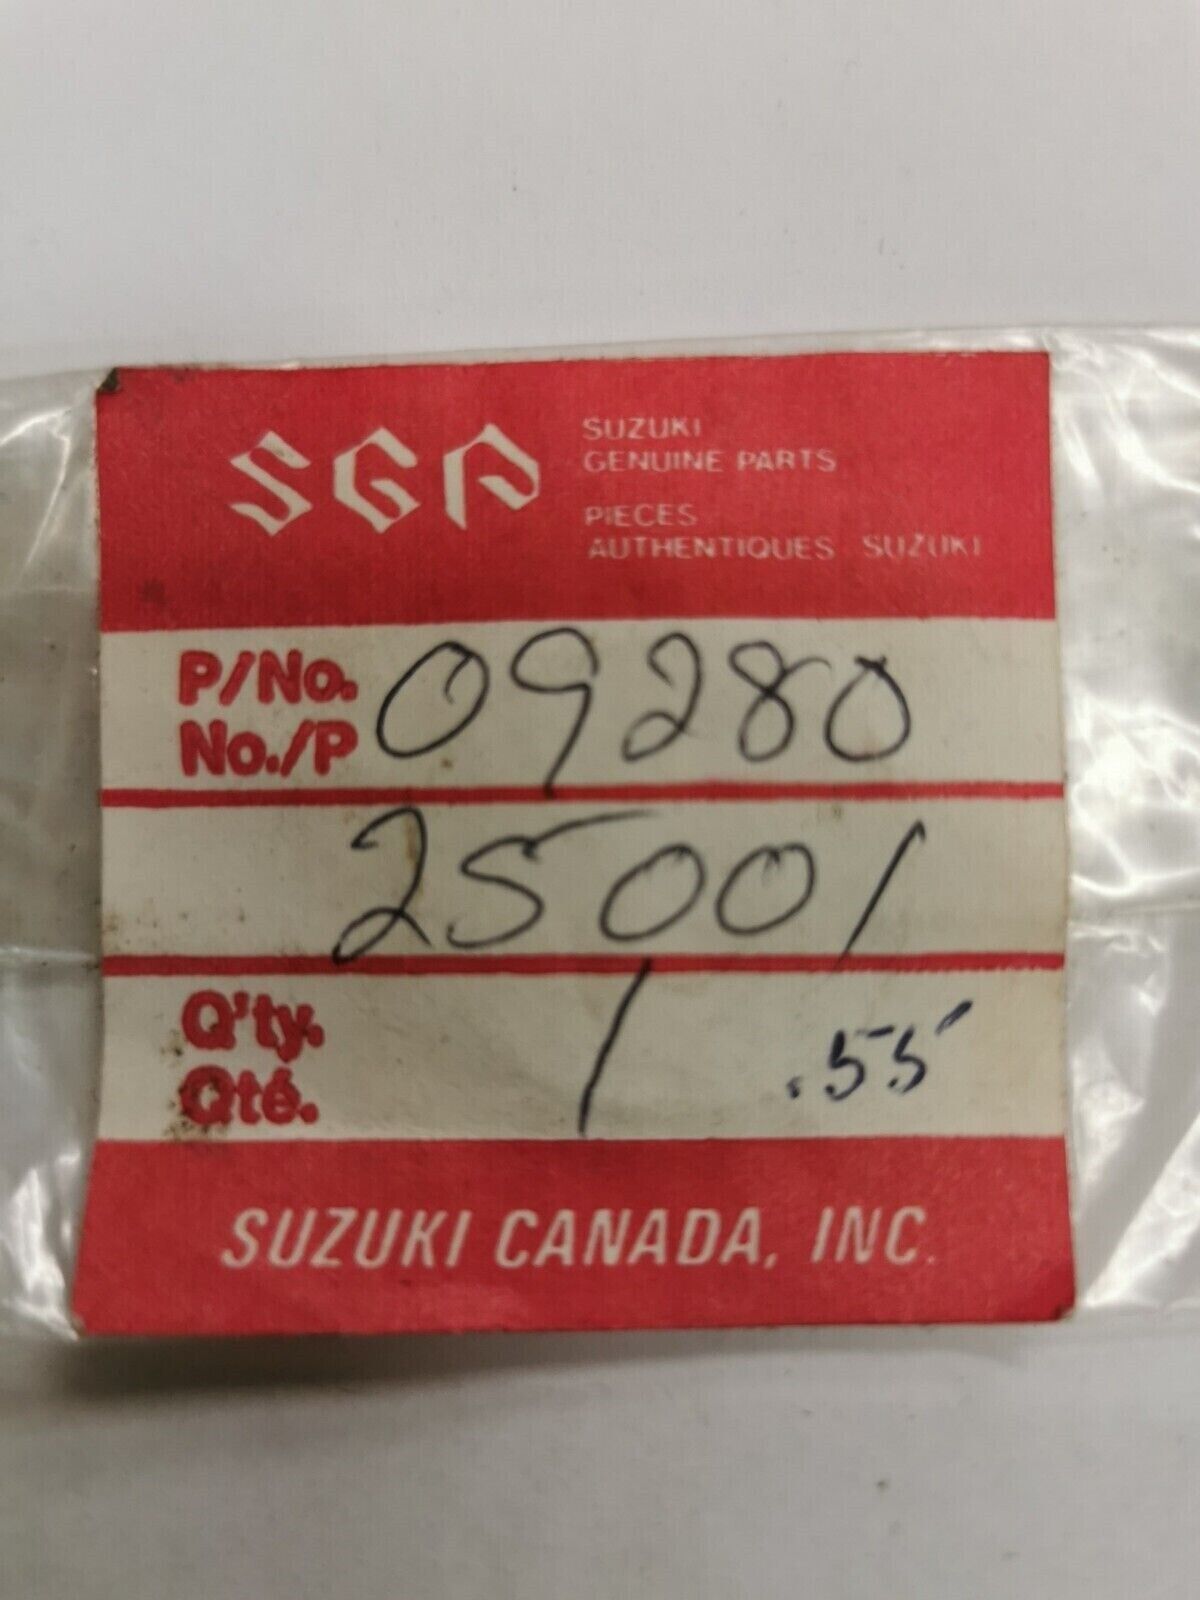 SGP
SUZUKI
GENUINE PARTS
PIECES
AUTHENTIQUES SUZUKI
P/No.
No./P
09280
25001
Q'ty.
Qté.
1 .55
SUZUKI CANADA, INC.